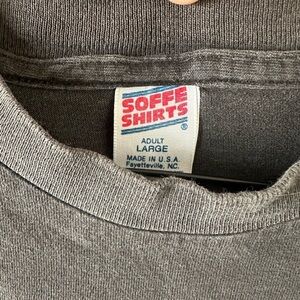 SOFFE
SHIRTS®
ADULT
LARGE
MADE IN U.S.A.
Fayetteville, NC.